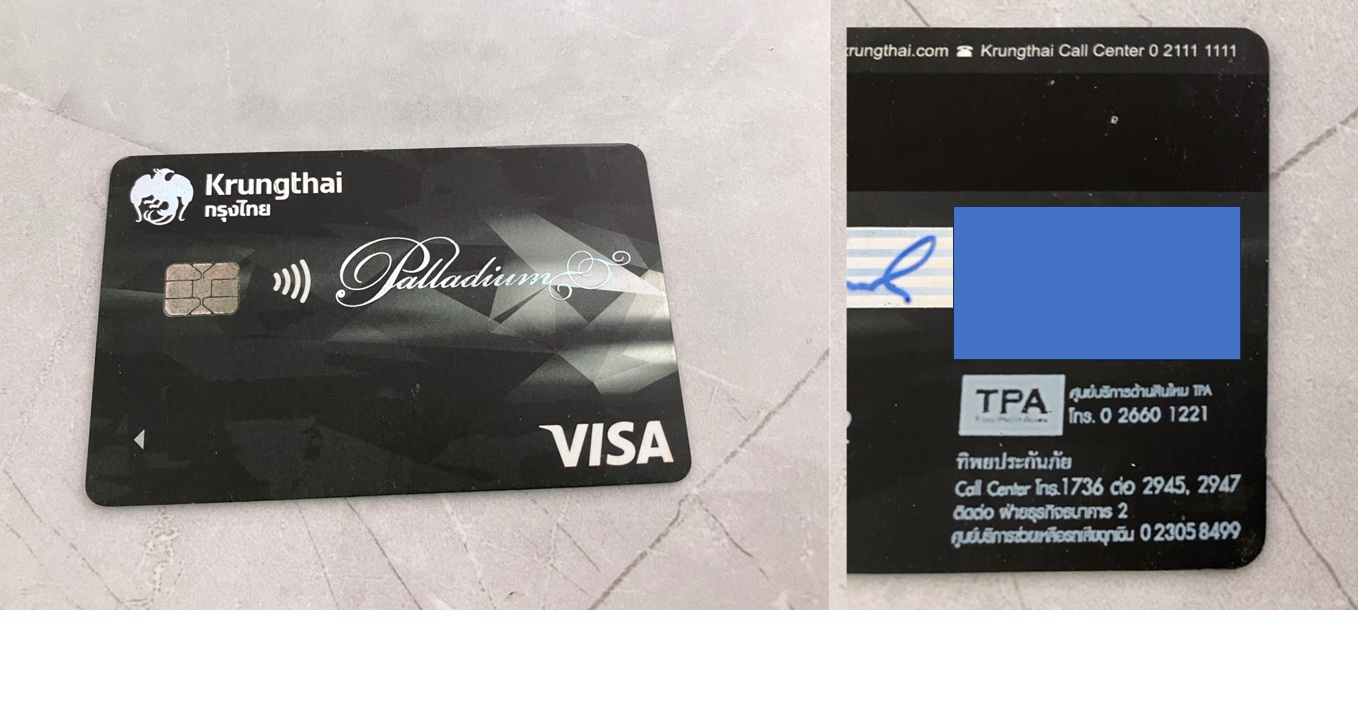 Krungthai
กรุงไทย
Palladium
VISA
krungthai.com ☎ Krungthai Call Center 0 2111 1111
TPA
ศูนย์บริการด้านสินไหม TPA
โทร. 0 2660 1221
ทิพยประกันภัย
Call Center โทร.1736 ต่อ 2945, 2947
ติดต่อ ฝ่ายธุรกิจธนาคาร 2
ศูนย์บริการช่วยเหลือรถเสียฉุกเฉิน 0 2305 8499